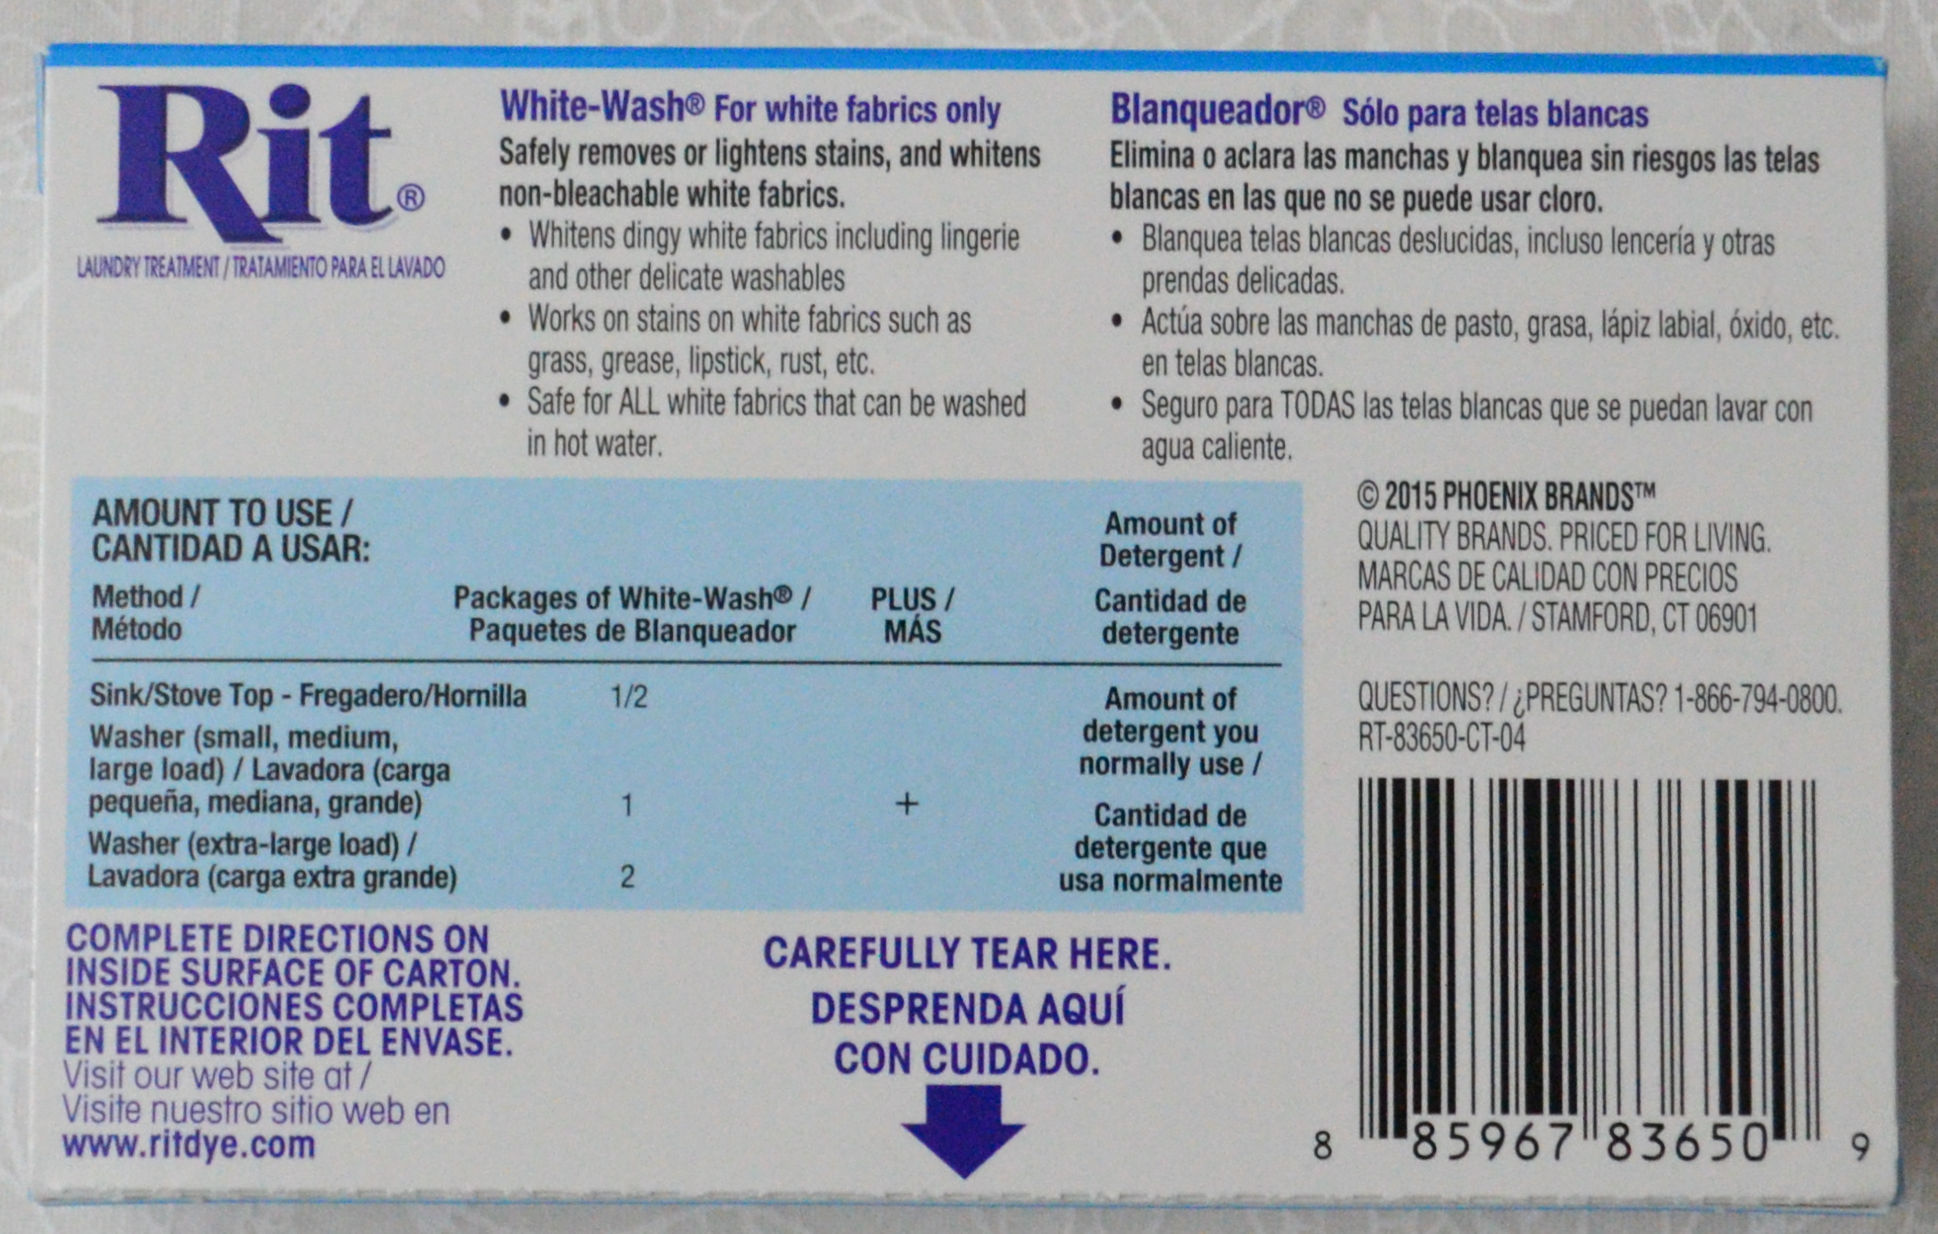 Rit®
LAUNDRY TREATMENT / TRATAMIENTO PARA EL LAVADO
White-Wash® For white fabrics only
Safely removes or lightens stains, and whitens
non-bleachable white fabrics.
• Whitens dingy white fabrics including lingerie
and other delicate washables
• Works on stains on white fabrics such as
grass, grease, lipstick, rust, etc.
• Safe for ALL white fabrics that can be washed
in hot water.
Blanqueador® Sólo para telas blancas
Elimina o aclara las manchas y blanquea sin riesgos las telas
blancas en las que no se puede usar cloro.
• Blanquea telas blancas deslucidas, incluso lencería y otras
prendas delicadas.
• Actúa sobre las manchas de pasto, grasa, lápiz labial, óxido, etc.
en telas blancas.
• Seguro para TODAS las telas blancas que se puedan lavar con
agua caliente.
AMOUNT TO USE /
CANTIDAD A USAR:
Method /
Método
Packages of White-Wash® /
Paquetes de Blanqueador
PLUS /
MÁS
Amount of
Detergent /
Cantidad de
detergente
Sink/Stove Top - Fregadero/Hornilla 1/2
Washer (small, medium,
large load) / Lavadora (carga
pequeña, mediana, grande) 1
Washer (extra-large load) /
Lavadora (carga extra grande) 2
+
Amount of
detergent you
normally use /
Cantidad de
detergente que
usa normalmente
© 2015 PHOENIX BRANDS™
QUALITY BRANDS. PRICED FOR LIVING.
MARCAS DE CALIDAD CON PRECIOS
PARA LA VIDA. / STAMFORD, CT 06901
QUESTIONS? / ¿PREGUNTAS? 1-866-794-0800.
RT-83650-CT-04
8 85967 83650 9
COMPLETE DIRECTIONS ON
INSIDE SURFACE OF CARTON.
INSTRUCCIONES COMPLETAS
EN EL INTERIOR DEL ENVASE.
Visit our web site at /
Visite nuestro sitio web en
www.ritdye.com
CAREFULLY TEAR HERE.
DESPRENDA AQUÍ
CON CUIDADO.